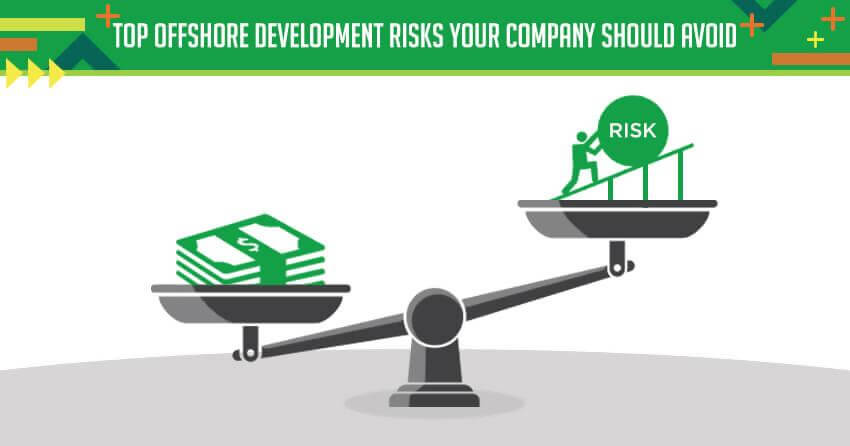 TOP OFFSHORE DEVELOPMENT RISKS YOUR COMPANY SHOULD AVOID
RISK
$